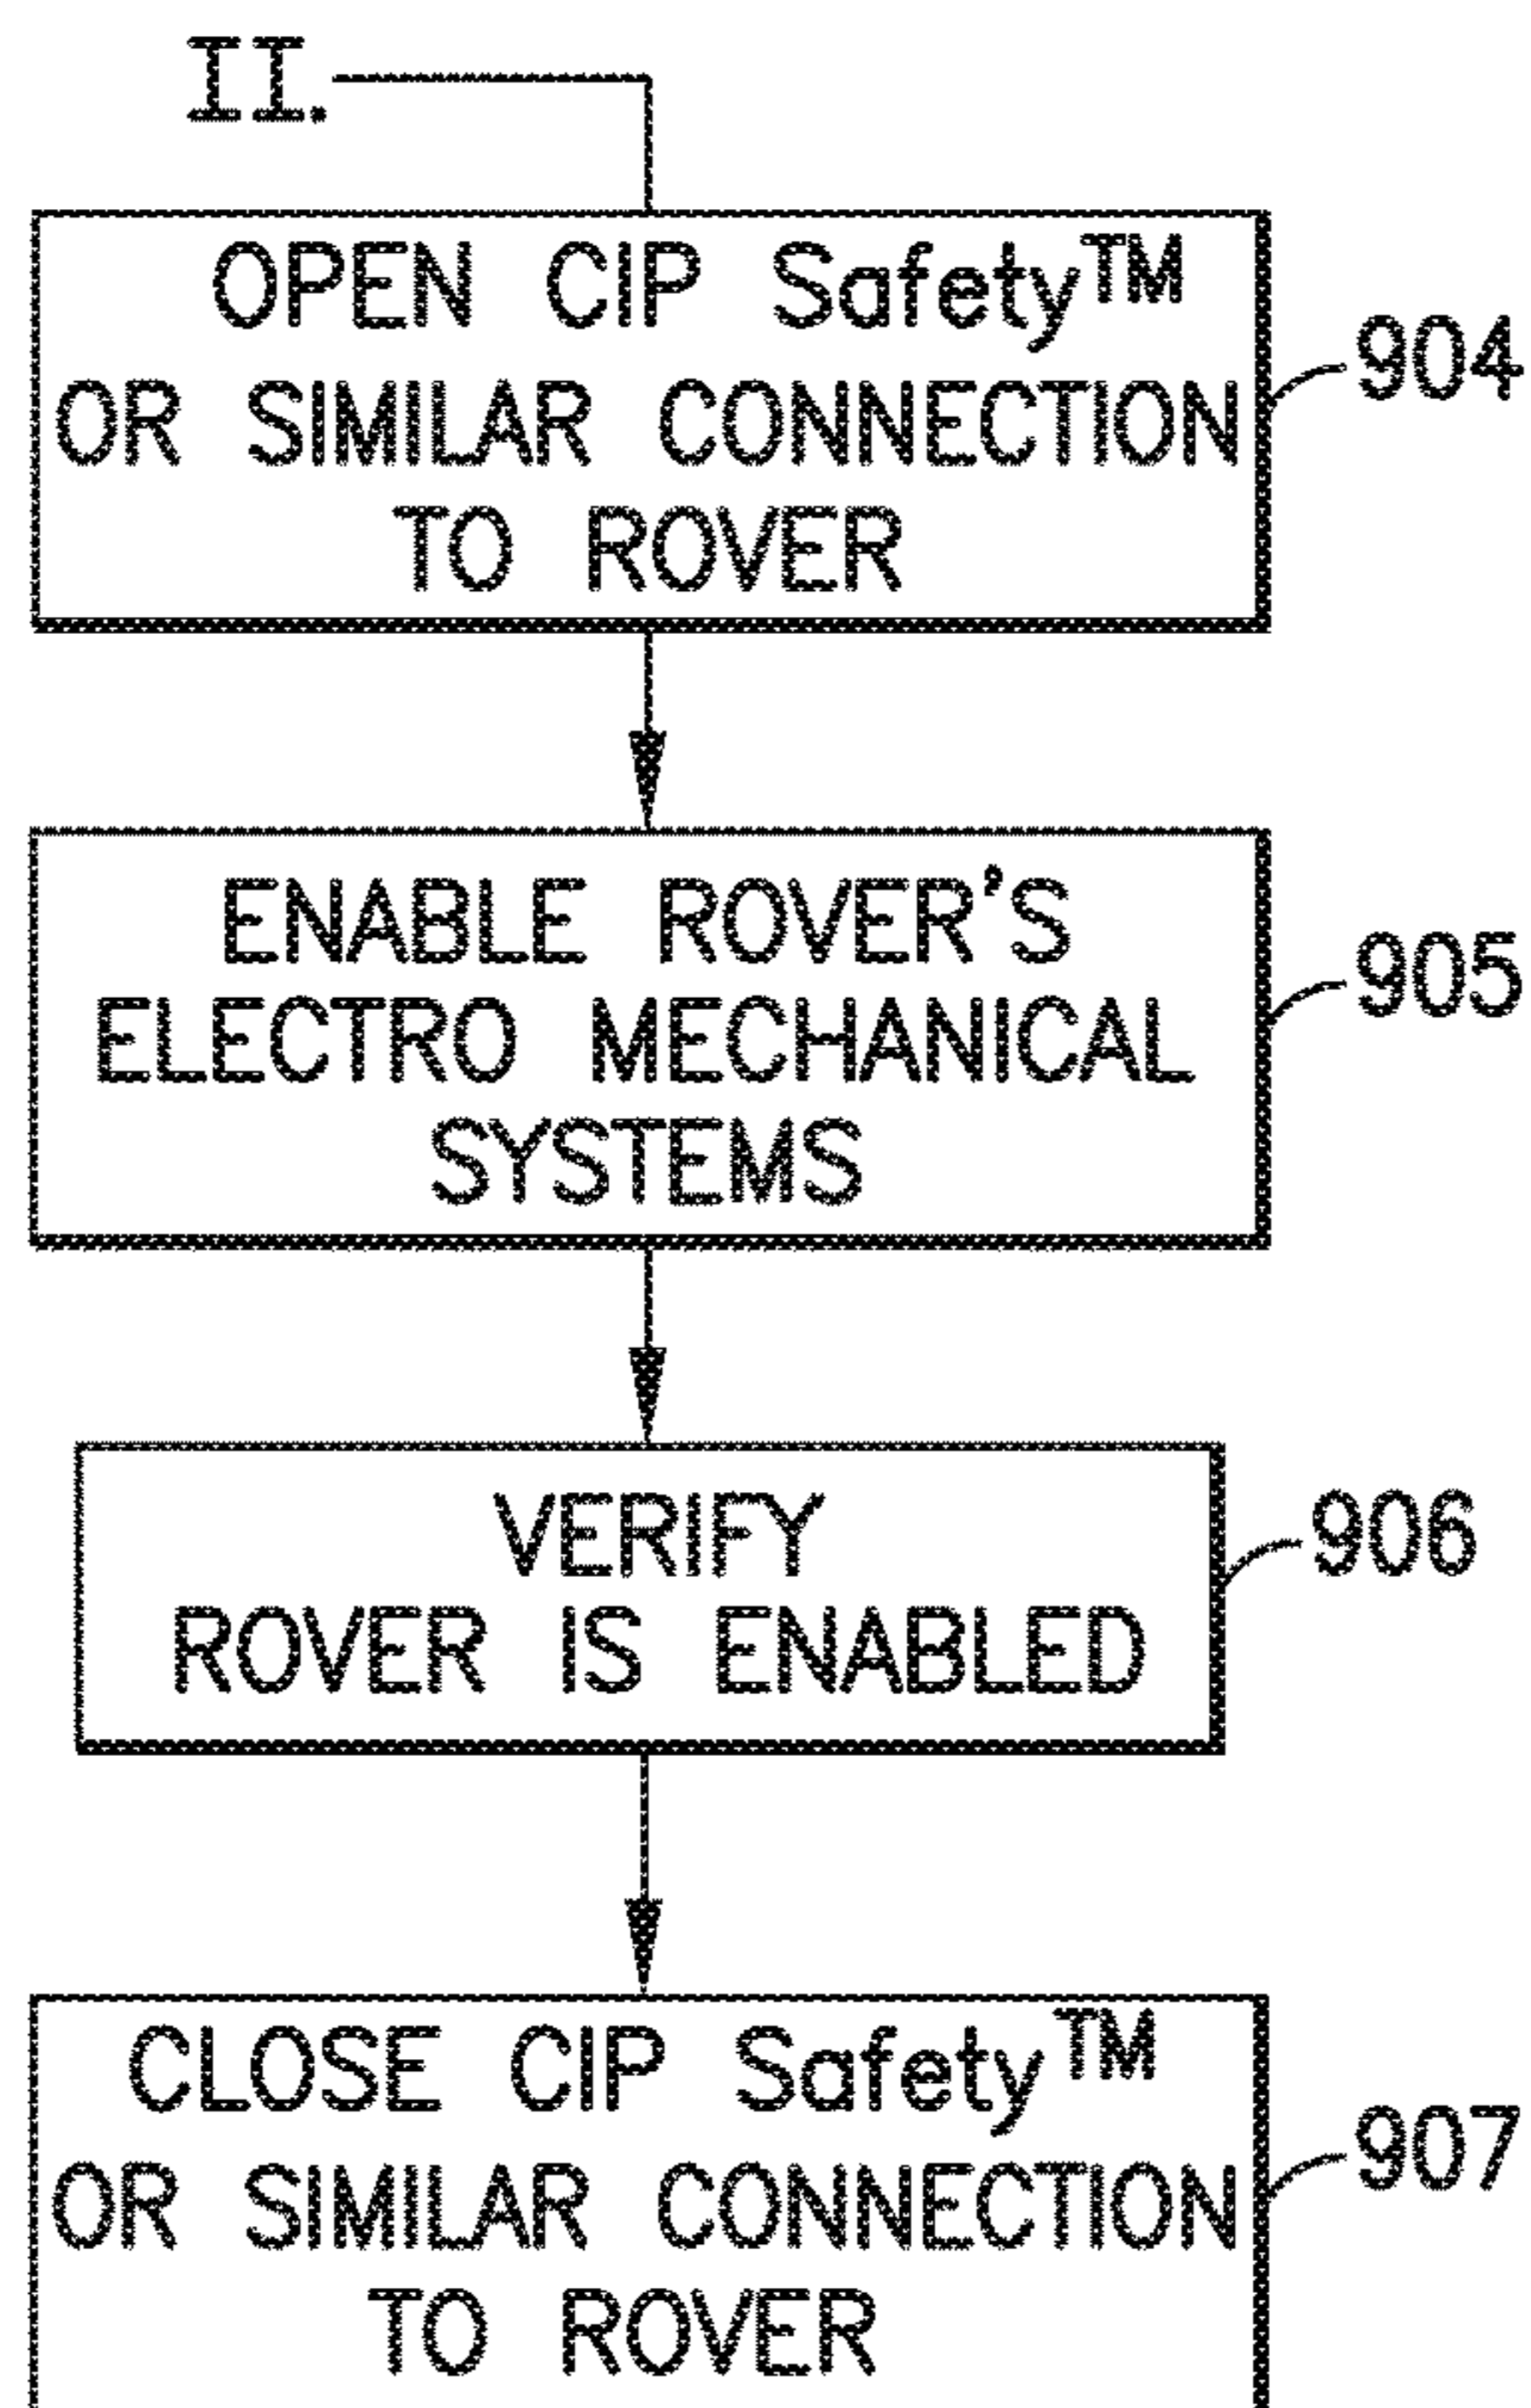 II.
OPEN CIP Safety™
OR SIMILAR CONNECTION
TO ROVER
904
ENABLE ROVER'S
ELECTRO MECHANICAL
SYSTEMS
905
VERIFY
ROVER IS ENABLED
906
CLOSE CIP Safety™
OR SIMILAR CONNECTION
TO ROVER
907